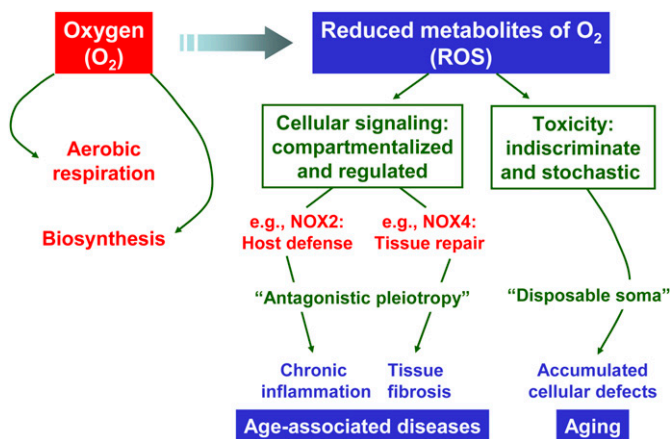 Oxygen
(O₂)
Reduced metabolites of O₂
(ROS)
Aerobic
respiration
Biosynthesis
Cellular signaling:
compartmentalized
and regulated
Toxicity:
indiscriminate
and stochastic
e.g., NOX2:
Host defense
e.g., NOX4:
Tissue repair
“Antagonistic pleiotropy”
“Disposable soma”
Chronic
inflammation
Tissue
fibrosis
Accumulated
cellular defects
Age-associated diseases
Aging